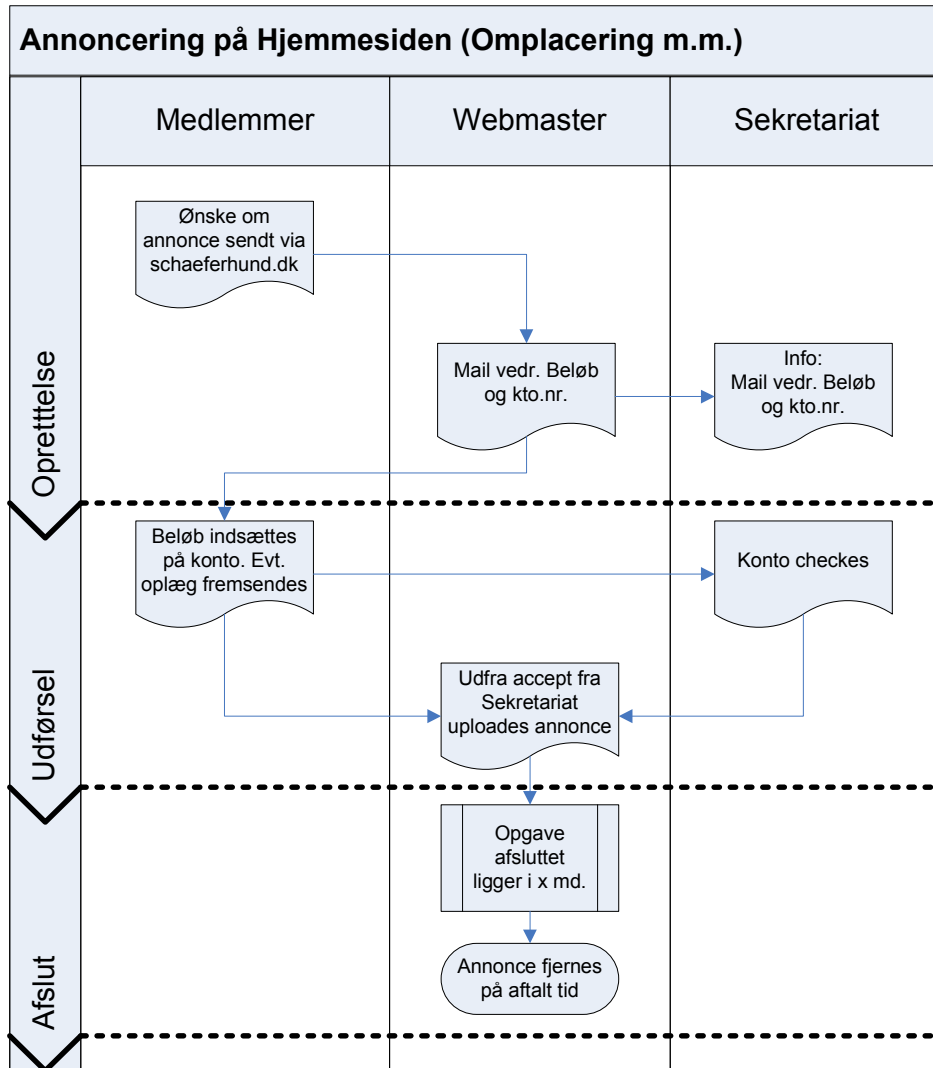 Annoncering på Hjemmesiden (Omplacering m.m.)
Medlemmer
Webmaster
Sekretariat
Opretttelse
Ønske om
annonce sendt via
schaeferhund.dk
Mail vedr. Beløb
og kto.nr.
Info:
Mail vedr. Beløb
og kto.nr.
Udførsel
Beløb indsættes
på konto. Evt.
oplæg fremsendes
Konto checkes
Udfra accept fra
Sekretariat
uploades annonce
Afslut
Opgave
afsluttet
ligger i x md.
Annonce fjernes
på aftalt tid